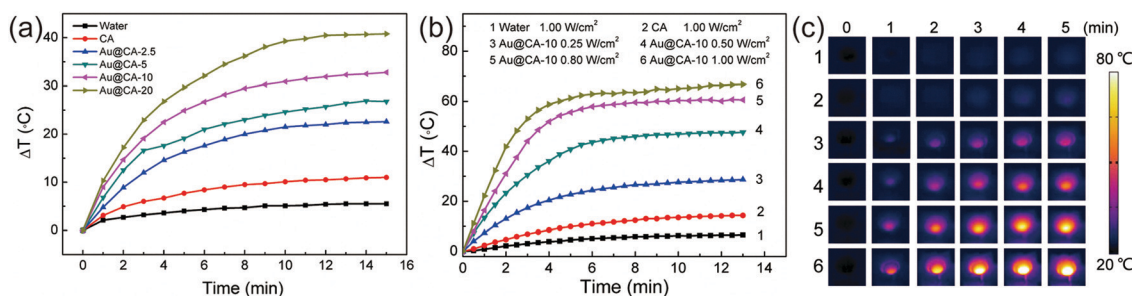 (a)
Water
CA
Au@CA-2.5
Au@CA-5
Au@CA-10
Au@CA-20
40
30
20
10
0
ΔT (°C)
0 2 4 6 8 10 12 14 16
Time (min)
(b)
1 Water 1.00 W/cm² 2 CA 1.00 W/cm²
3 Au@CA-10 0.25 W/cm² 4 Au@CA-10 0.50 W/cm²
5 Au@CA-10 0.80 W/cm² 6 Au@CA-10 1.00 W/cm²
80
60
40
20
0
ΔT (°C)
6
5
4
3
2
1
0 2 4 6 8 10 12 14
Time (min)
(c)
0 1 2 3 4 5 (min)
1
2
3
4
5
6
80 ℃
20 ℃